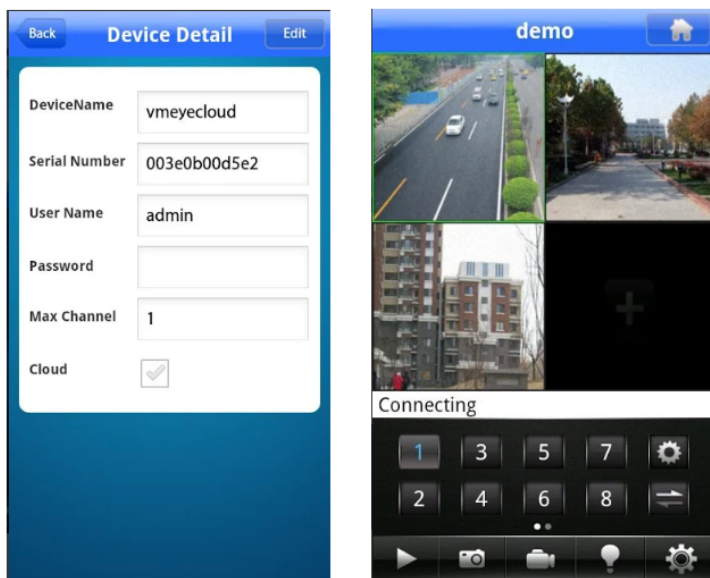 Back Device Detail Edit
DeviceName vmeyecloud
Serial Number 003e0b00d5e2
User Name admin
Password
Max Channel 1
Cloud
demo
Connecting
1 3 5 7
2 4 6 8